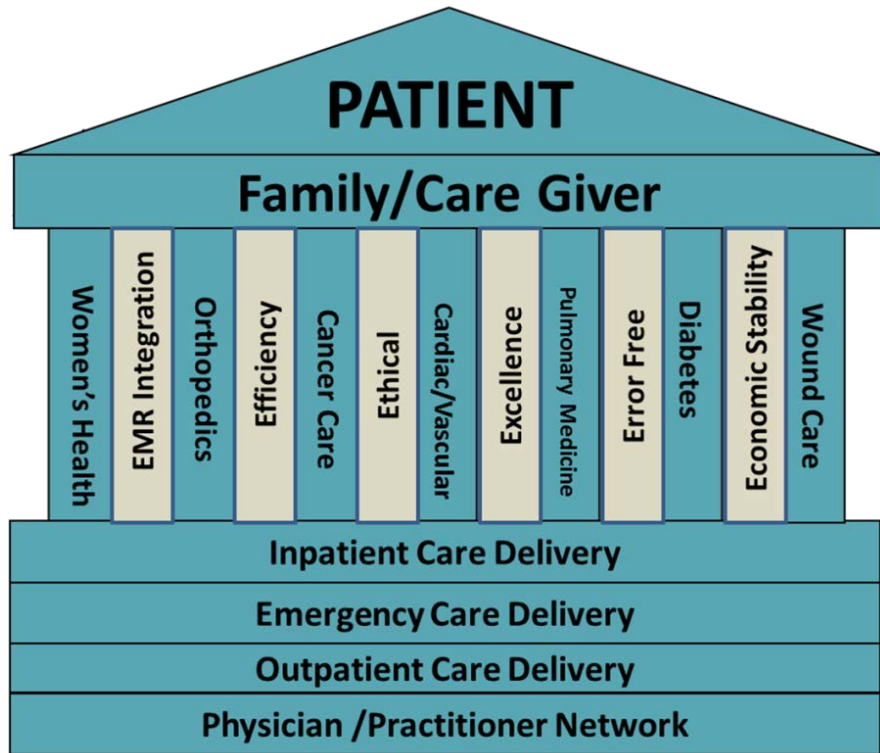 PATIENT
Family/Care Giver
Women's Health
EMR Integration
Orthopedics
Efficiency
Cancer Care
Ethical
Cardiac/Vascular
Excellence
Pulmonary Medicine
Error Free
Diabetes
Economic Stability
Wound Care
Inpatient Care Delivery
Emergency Care Delivery
Outpatient Care Delivery
Physician /Practitioner Network